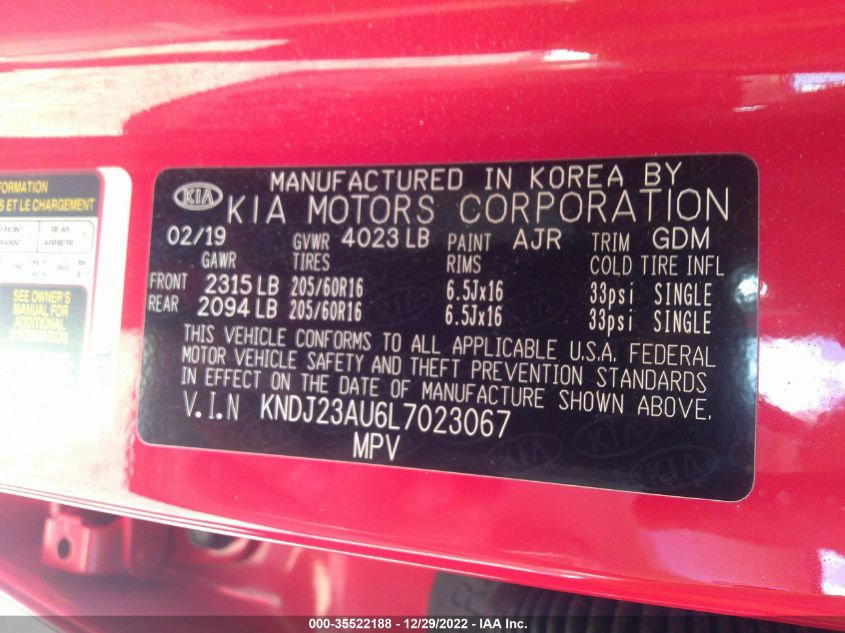 KIA
MANUFACTURED IN KOREA BY
KIA MOTORS CORPORATION
02/19 GVWR 4023 LB PAINT AJR TRIM GDM
GAWR TIRES RIMS COLD TIRE INFL
FRONT 2315 LB 205/60R16 6.5Jx16 33psi SINGLE
REAR 2094 LB 205/60R16 6.5Jx16 33psi SINGLE
THIS VEHICLE CONFORMS TO ALL APPLICABLE U.S.A. FEDERAL
MOTOR VEHICLE SAFETY AND THEFT PREVENTION STANDARDS
IN EFFECT ON THE DATE OF MANUFACTURE SHOWN ABOVE.
V.I.N KNDJ23AU6L7023067
MPV
FORMATION
S ET LE CHARGEMENT
SEE OWNER'S
MANUAL FOR
ADDITIONAL
INFORMATION
000-35522188 - 12/29/2022 - IAA Inc.